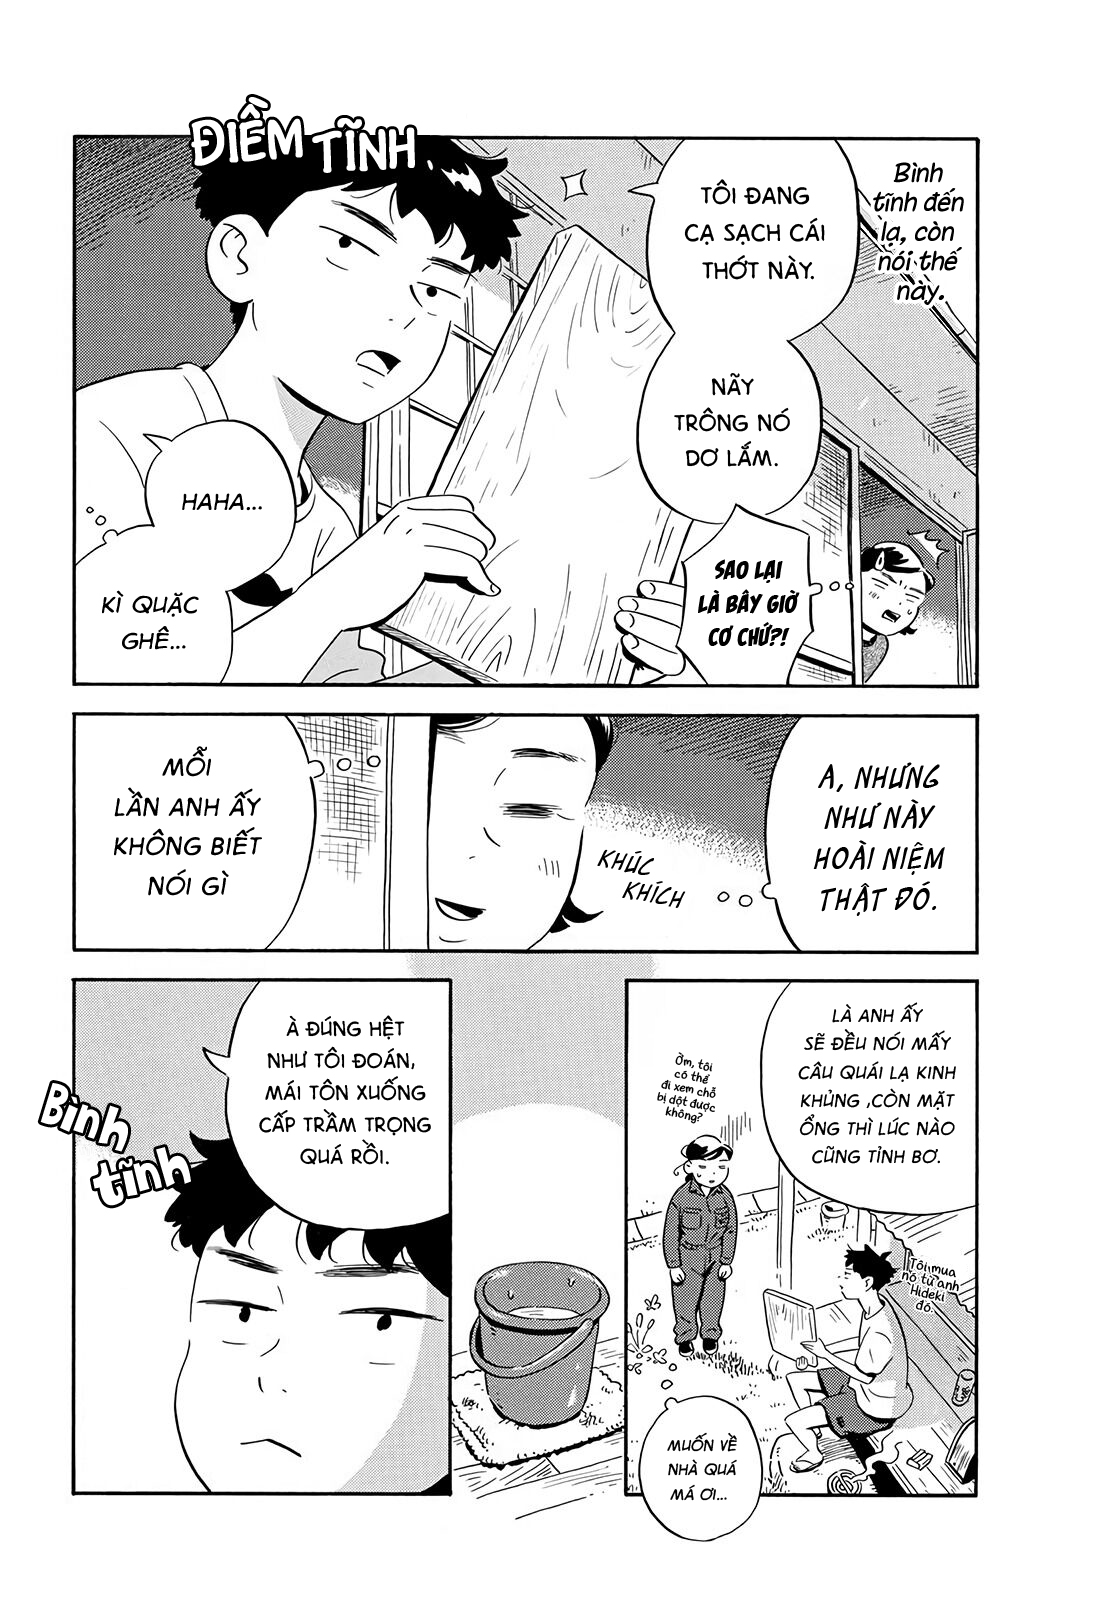 ĐIỀM TĨNH
TÔI ĐANG
CẠ SẠCH CÁI
THỚT NÀY.
NÃY
TRÔNG NÓ
DƠ LẮM.
Bình
tĩnh đến
lạ, còn
nói thế
này.
HAHA...
KÌ QUẶC
GHÊ...
SAO LẠI
LÀ BÂY GIỜ
CƠ CHỨ?!
MỖI
LẦN ANH ẤY
KHÔNG BIẾT
NÓI GÌ
KHÚC
KHÍCH
A, NHƯNG
NHƯ NÀY
HOÀI NIỆM
THẬT ĐÓ.
À ĐÚNG HỆT
NHƯ TÔI ĐOÁN,
MÁI TÔN XUỐNG
CẤP TRẦM TRỌNG
QUÁ RỒI.
Bình
tĩnh
LÀ ANH ẤY
SẼ ĐỀU NÓI MẤY
CÂU QUÁI LẠ KINH
KHỦNG ,CÒN MẶT
ỔNG THÌ LÚC NÀO
CŨNG TỈNH BƠ.
Ờm, tôi
có thể
đi xem chỗ
bị dột được
không?
Tôi mua
nó từ anh
Hideki
đó.
MUỐN VỀ
NHÀ QUÁ
MÁ ƠI...